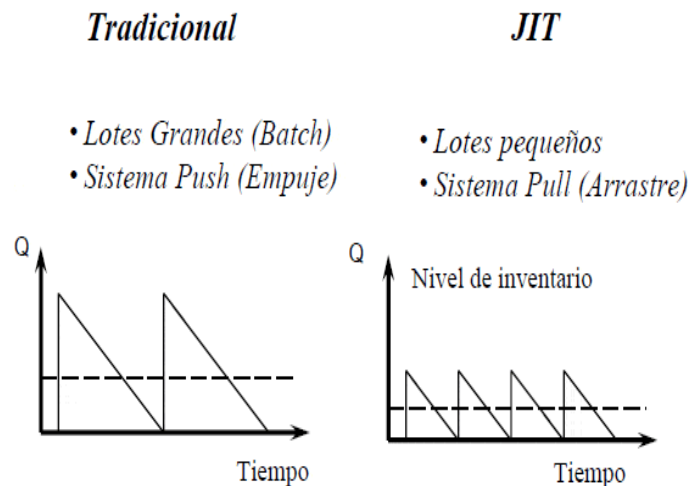 Tradicional
• Lotes Grandes (Batch)
• Sistema Push (Empuje)
Q
Tiempo
JIT
• Lotes pequeños
• Sistema Pull (Arrastre)
Q
Nivel de inventario
Tiempo